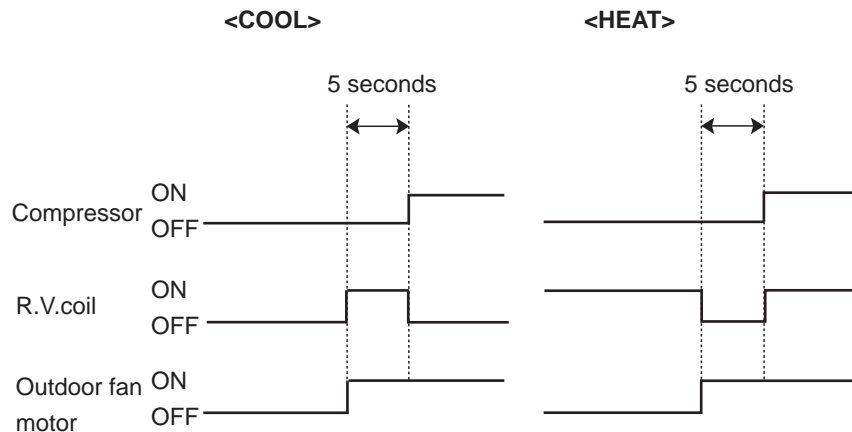 <COOL> <HEAT>
5 seconds 5 seconds
Compressor ON
OFF
R.V.coil ON
OFF
Outdoor fan motor ON
OFF